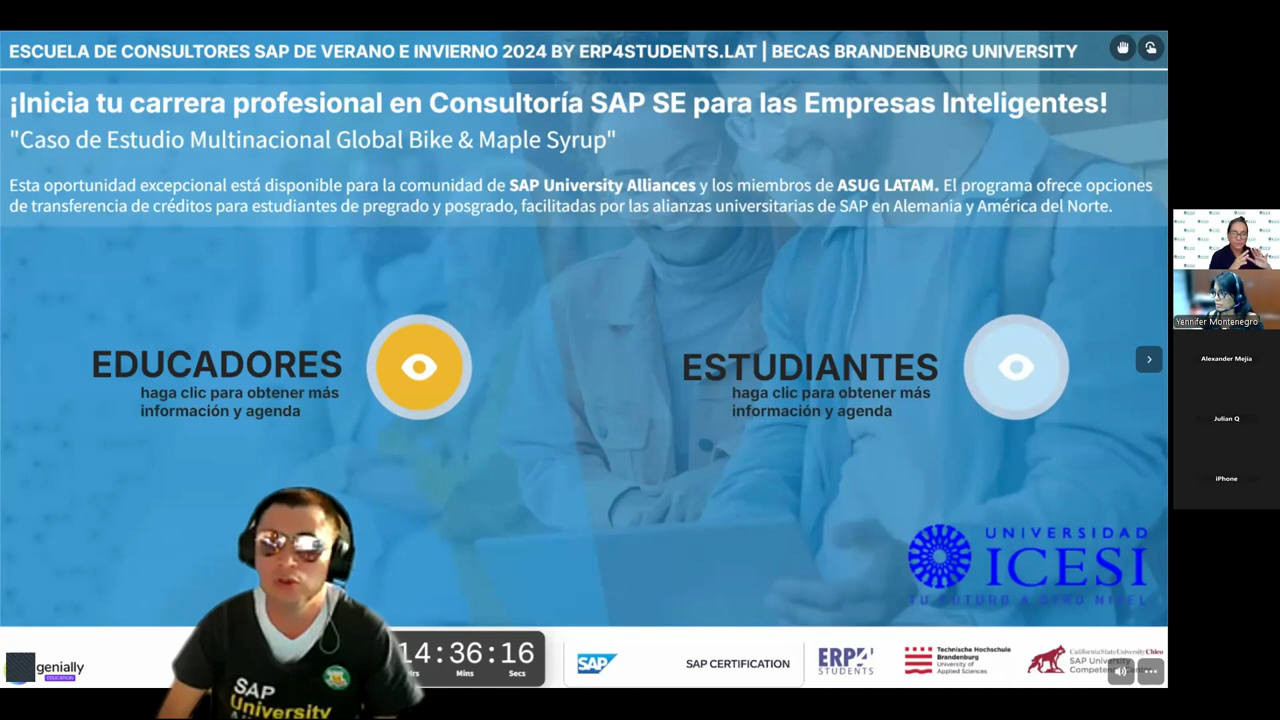 ESCUELA DE CONSULTORES SAP DE VERANO E INVIERNO 2024 BY ERP4STUDENTS.LAT | BECAS BRANDENBURG UNIVERSITY
¡Inicia tu carrera profesional en Consultoría SAP SE para las Empresas Inteligentes!
"Caso de Estudio Multinacional Global Bike & Maple Syrup"
Esta oportunidad excepcional está disponible para la comunidad de SAP University Alliances y los miembros de ASUG LATAM. El programa ofrece opciones
de transferencia de créditos para estudiantes de pregrado y posgrado, facilitadas por las alianzas universitarias de SAP en Alemania y América del Norte.
EDUCADORES
haga clic para obtener más
información y agenda
ESTUDIANTES
haga clic para obtener más
información y agenda
Yennifer Montenegro
Alexander Mejia
Julian Q
iPhone
UNIVERSIDAD
ICESI
TU FUTURO A OTRO NIVEL
genially
EDUCATION
SAP
University
14:36:16
Mins
Secs
SAP
SAP CERTIFICATION
ERP4
STUDENTS
Technische Hochschule
Brandenburg
University of
Applied Sciences
California State University Chico
SAP University